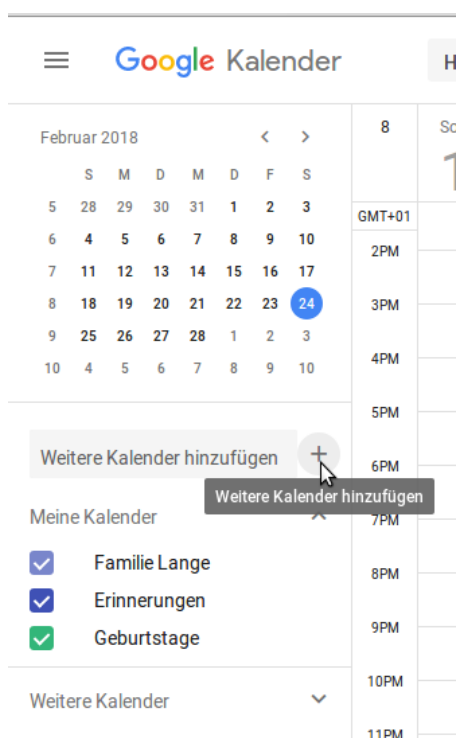 Google Kalender
H
Februar 2018
S M D M D F S
5 28 29 30 31 1 2 3
6 4 5 6 7 8 9 10
7 11 12 13 14 15 16 17
8 18 19 20 21 22 23 24
9 25 26 27 28 1 2 3
10 4 5 6 7 8 9 10
Weitere Kalender hinzufügen
Weitere Kalender hinzufügen
Meine Kalender
Familie Lange
Erinnerungen
Geburtstage
Weitere Kalender
8
So
GMT+01
2PM
3PM
4PM
5PM
6PM
7PM
8PM
9PM
10PM
11PM